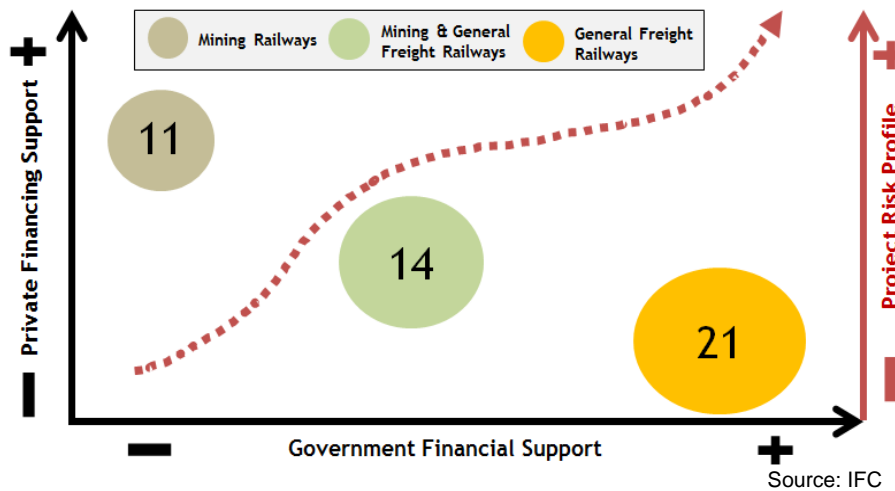 Mining Railways
Mining & General
Freight Railways
General Freight
Railways
+
Private Financing Support
−
11
14
21
+
Project Risk Profile
−
−
Government Financial Support
+
Source: IFC